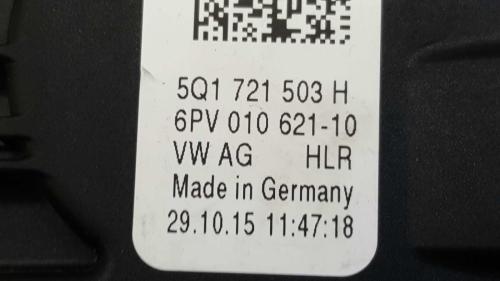 5Q1 721 503 H
6PV 010 621-10
VW AG HLR
Made in Germany
29.10.15 11:47:18